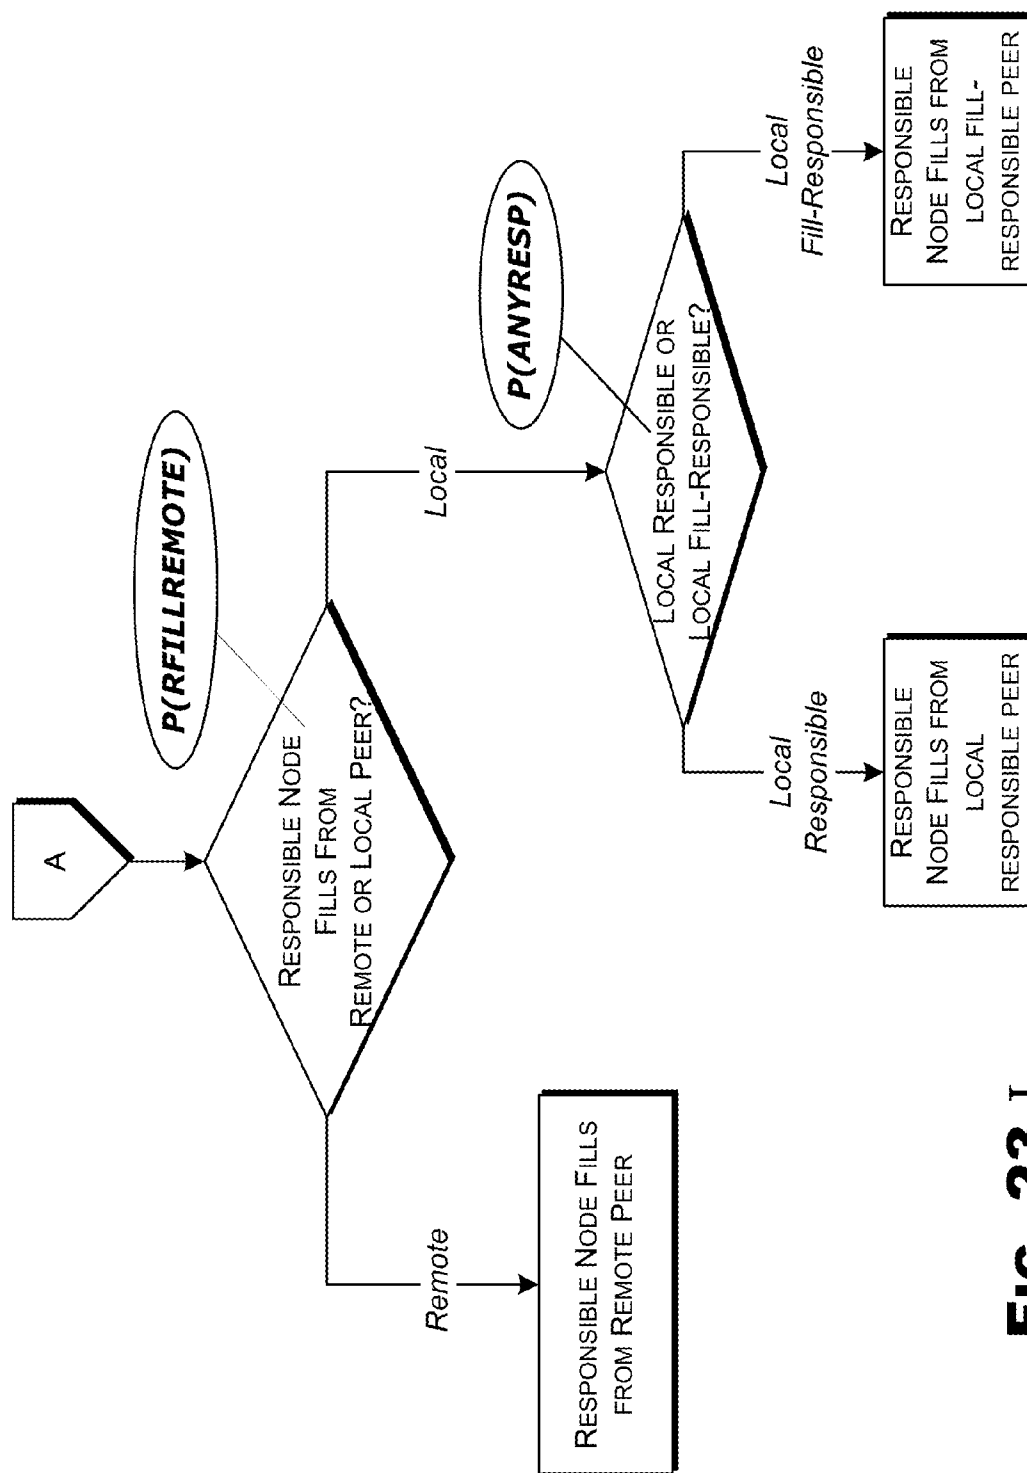 A
P(RFILLREMOTE)
RESPONSIBLE NODE
FILLS FROM
REMOTE OR LOCAL PEER?
Remote
Local
P(ANYRESP)
RESPONSIBLE NODE FILLS
FROM REMOTE PEER
LOCAL RESPONSIBLE OR
LOCAL FILL-RESPONSIBLE?
Local
Responsible
Local
Fill-Responsible
RESPONSIBLE
NODE FILLS FROM
LOCAL
RESPONSIBLE PEER
RESPONSIBLE
NODE FILLS FROM
LOCAL FILL-
RESPONSIBLE PEER